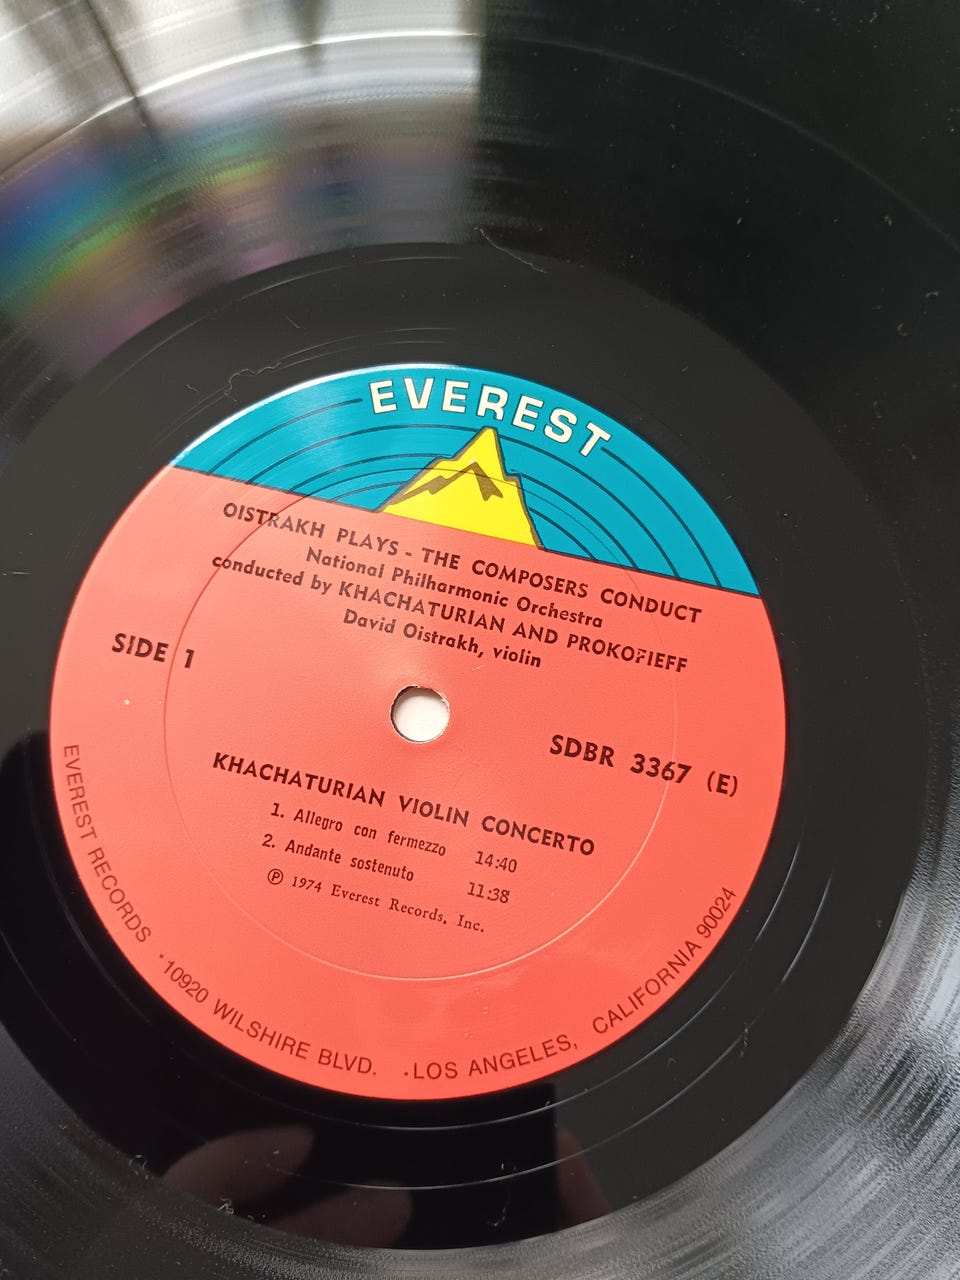 EVEREST
OISTRAKH PLAYS - THE COMPOSERS CONDUCT
National Philharmonic Orchestra
conducted by KHACHATURIAN AND PROKOFIEFF
David Oistrakh, violin
SIDE 1
SDBR 3367 (E)
KHACHATURIAN VIOLIN CONCERTO
1. Allegro con fermezzo 14:40
2. Andante sostenuto 11:38
℗ 1974 Everest Records, Inc.
EVEREST RECORDS · 10920 WILSHIRE BLVD. · LOS ANGELES, CALIFORNIA 90024